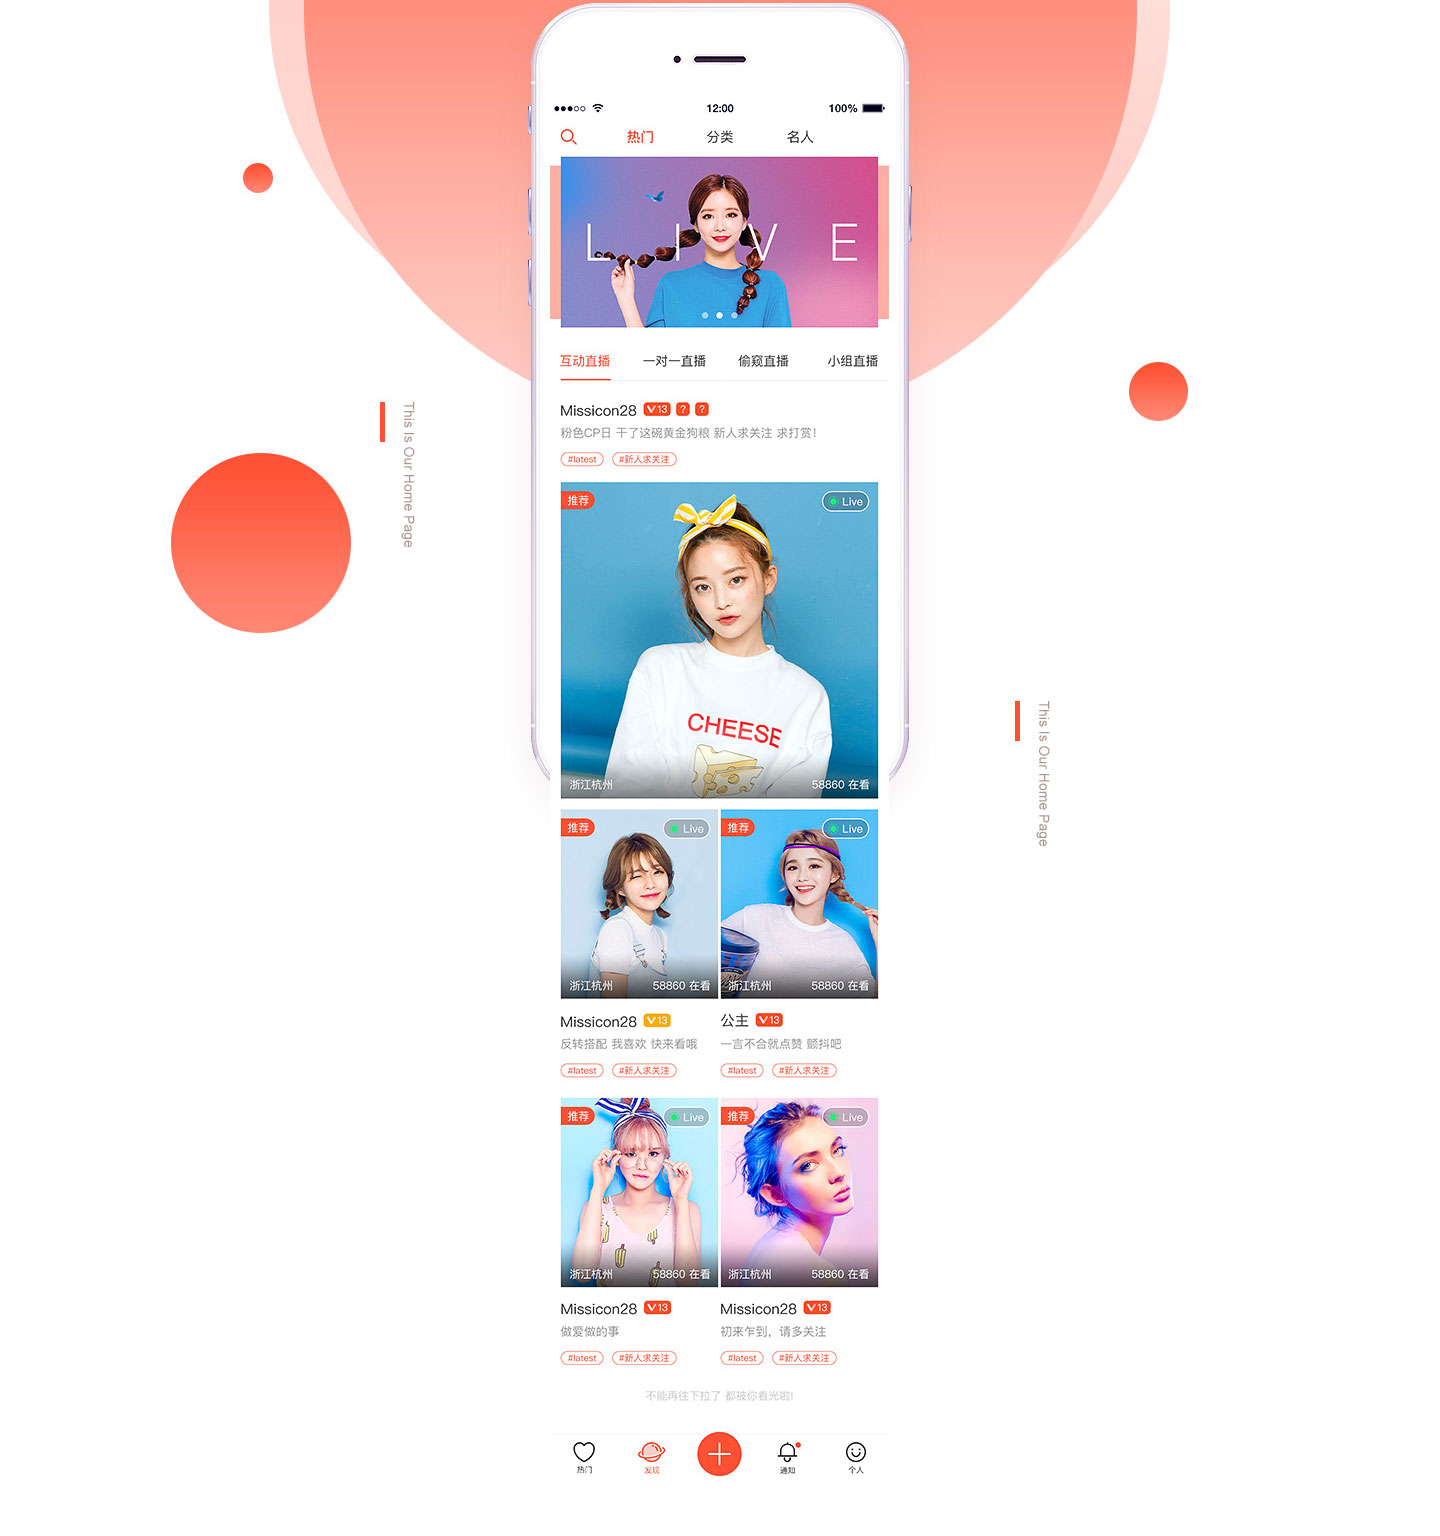 12:00
100%
热门 分类 名人
LIVE
互动直播 一对一直播 偷窥直播 小组直播
Missicon28 V13 ? ?
粉色CP日 干了这碗黄金狗粮 新人求关注 求打赏!
#latest #新人求关注
This Is Our Home Page
推荐 Live
CHEESE
浙江杭州 58860 在看
This Is Our Home Page
推荐 Live
浙江杭州 58860 在看
推荐 Live
浙江杭州 58860 在看
Missicon28 V13
反转搭配 我喜欢 快来看哦
#latest #新人求关注
公主 V13
一言不合就点赞 颤抖吧
#latest #新人求关注
推荐 Live
浙江杭州 58860 在看
推荐 Live
浙江杭州 58860 在看
Missicon28 V13
做爱做的事
#latest #新人求关注
Missicon28 V13
初来乍到，请多关注
#latest #新人求关注
不能再往下拉了 都被你看光啦!
热门 发现 通知 个人